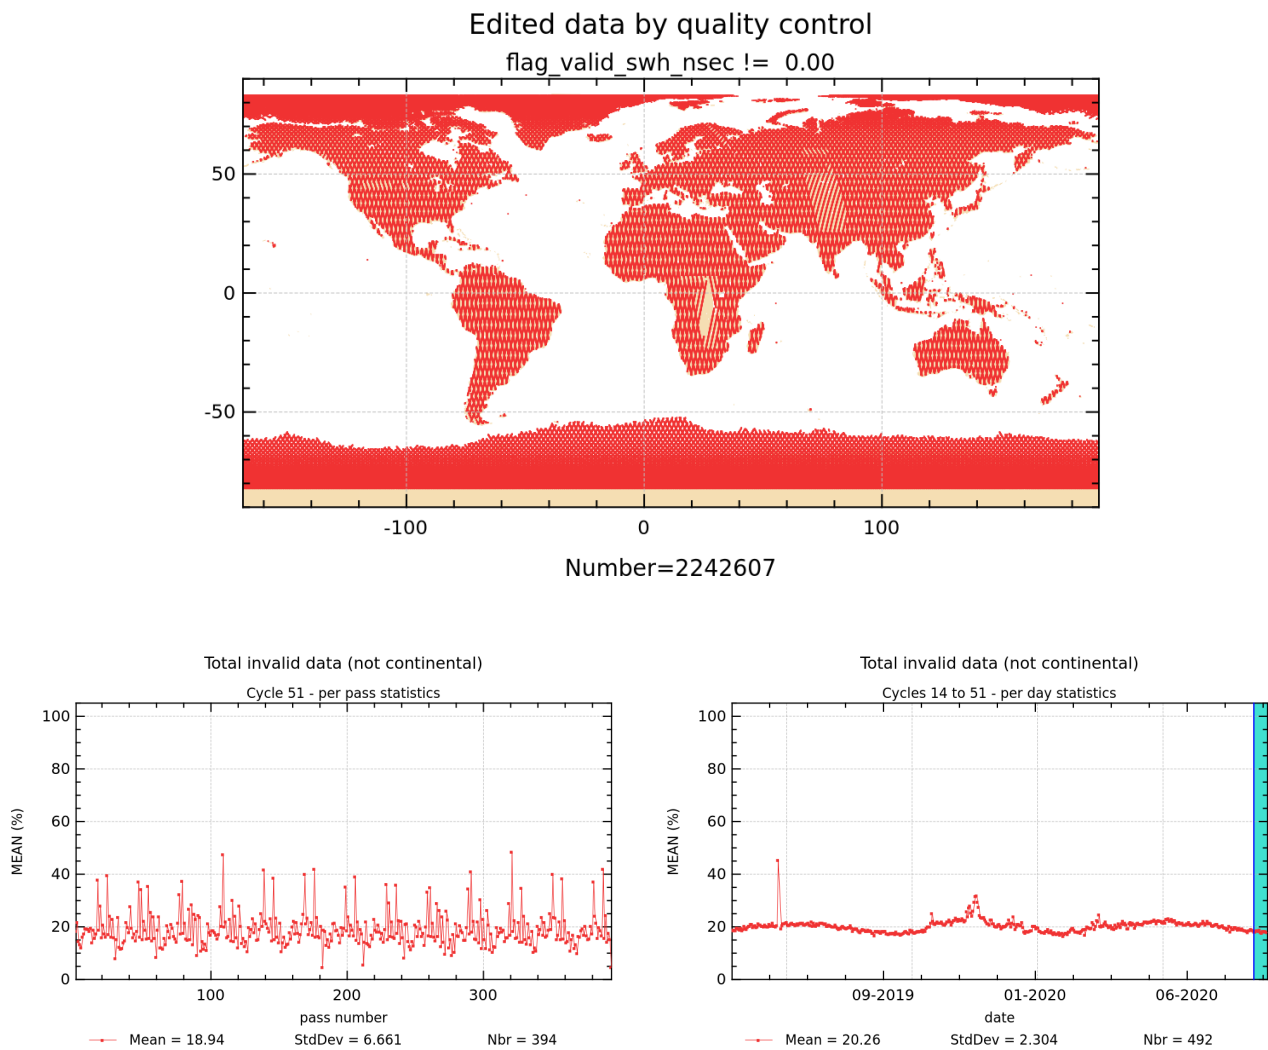 Edited data by quality control
flag_valid_swh_nsec != 0.00
50
0
-50
-100
0
100
Number=2242607
Total invalid data (not continental)
Cycle 51 - per pass statistics
MEAN (%)
100
80
60
40
20
0
100
200
300
pass number
Mean = 18.94
StdDev = 6.661
Nbr = 394
Total invalid data (not continental)
Cycles 14 to 51 - per day statistics
MEAN (%)
100
80
60
40
20
0
09-2019
01-2020
06-2020
date
Mean = 20.26
StdDev = 2.304
Nbr = 492